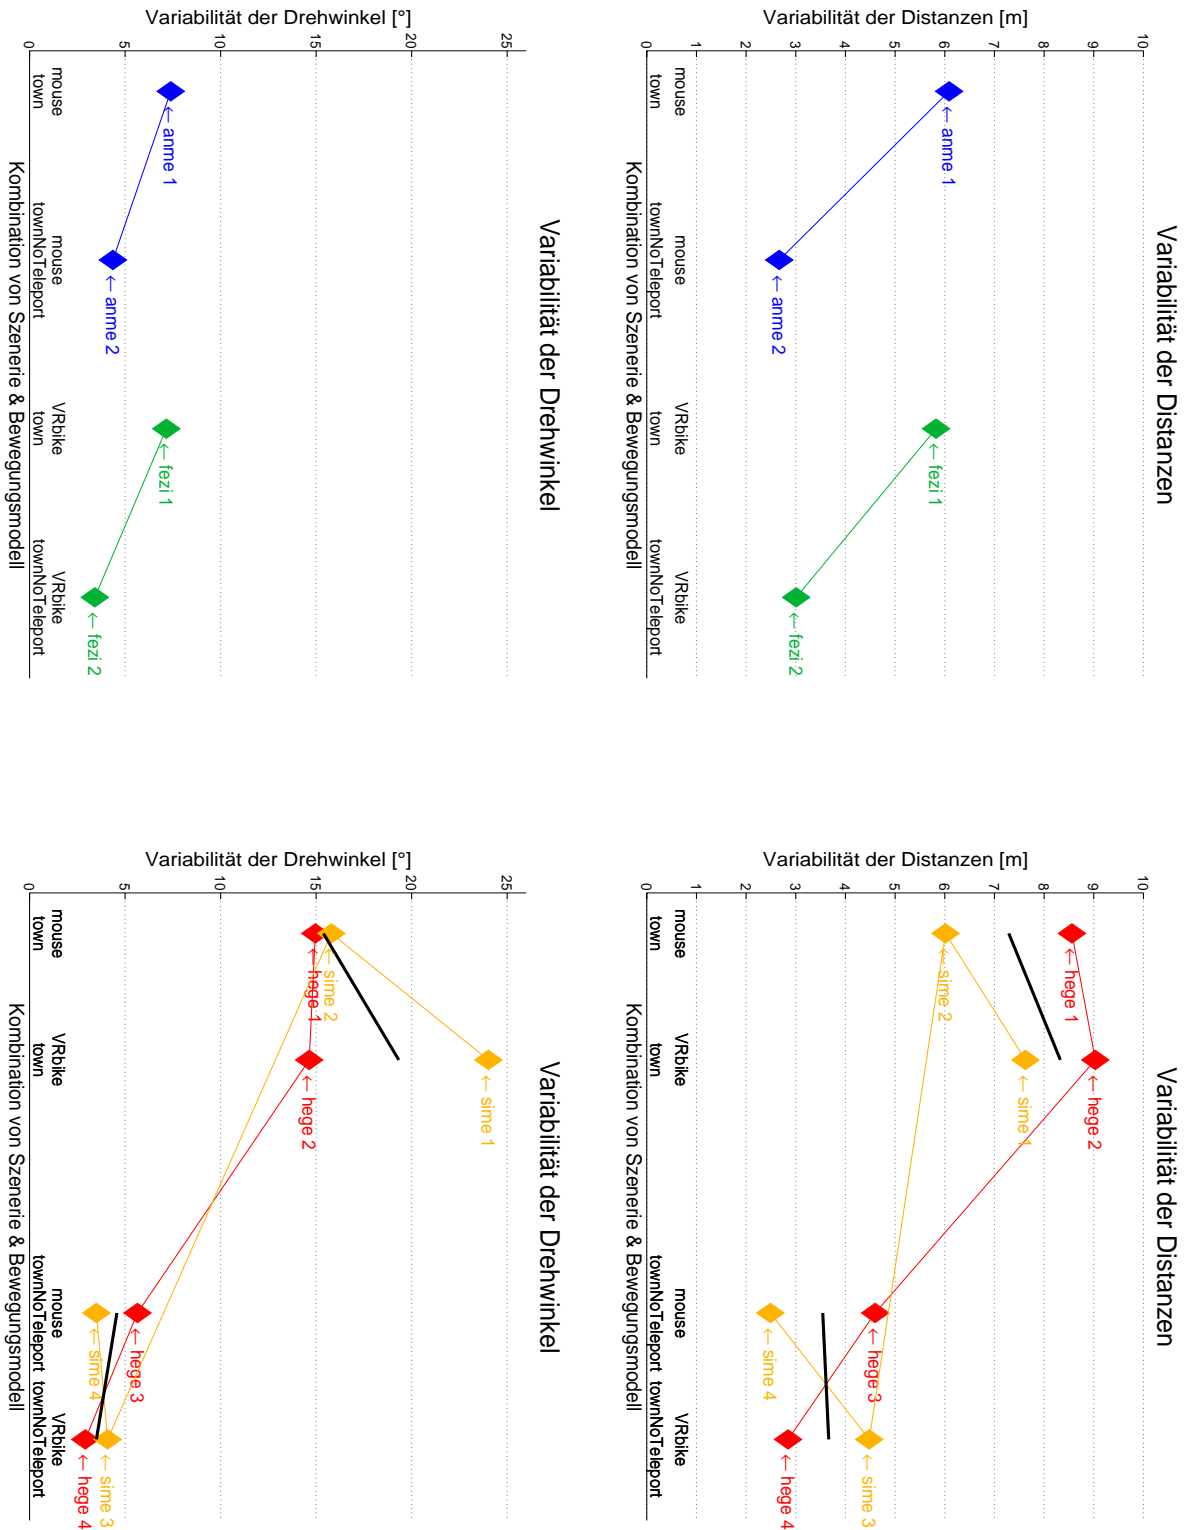 Variabilität der Distanzen
Variabilität der Distanzen [m]
10
9
8
7
6
5
4
3
2
1
0
← anme 1
← anme 2
← fezi 1
← fezi 2
mouse
town
mouse
townNoTeleport
VRbike
town
VRbike
townNoTeleport
Kombination von Szenerie & Bewegungsmodell
Variabilität der Distanzen
Variabilität der Distanzen [m]
10
9
8
7
6
5
4
3
2
1
0
← hege 1
← hege 2
← sime 1
← sime 2
← hege 3
← sime 3
← hege 4
← sime 4
mouse
town
VRbike
town
mouse
townNoTeleport
VRbike
townNoTeleport
Kombination von Szenerie & Bewegungsmodell
Variabilität der Drehwinkel
Variabilität der Drehwinkel [°]
25
20
15
10
5
0
← anme 1
← anme 2
← fezi 1
← fezi 2
mouse
town
mouse
townNoTeleport
VRbike
town
VRbike
townNoTeleport
Kombination von Szenerie & Bewegungsmodell
Variabilität der Drehwinkel
Variabilität der Drehwinkel [°]
25
20
15
10
5
0
← sime 1
← sime 2
← hege 1
← hege 2
← hege 3
← sime 4
← sime 3
← hege 4
mouse
town
VRbike
town
mouse
townNoTeleport
VRbike
townNoTeleport
Kombination von Szenerie & Bewegungsmodell